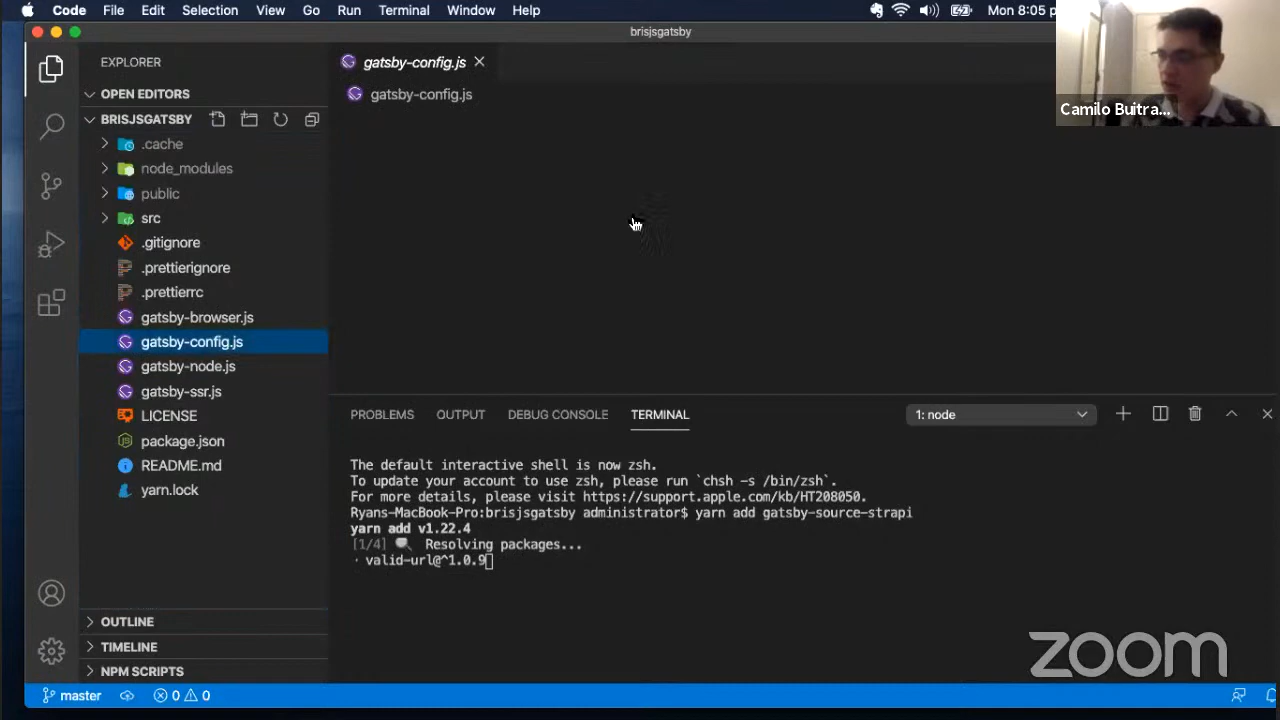 Code File Edit Selection View Go Run Terminal Window Help Mon 8:05 p
brisjsgatsby
EXPLORER
OPEN EDITORS
BRISJSGATSBY
.cache
node_modules
public
src
.gitignore
.prettierignore
.prettierrc
gatsby-browser.js
gatsby-config.js
gatsby-node.js
gatsby-ssr.js
LICENSE
package.json
README.md
yarn.lock
OUTLINE
TIMELINE
NPM SCRIPTS
gatsby-config.js
gatsby-config.js
Camilo Buitra...
PROBLEMS OUTPUT DEBUG CONSOLE TERMINAL 1: node
The default interactive shell is now zsh.
To update your account to use zsh, please run `chsh -s /bin/zsh`.
For more details, please visit https://support.apple.com/kb/HT208050.
Ryans-MacBook-Pro:brisjsgatsby administrator$ yarn add gatsby-source-strapi
yarn add v1.22.4
[1/4] 🔍 Resolving packages...
· valid-url@^1.0.9
zoom
master 0 0